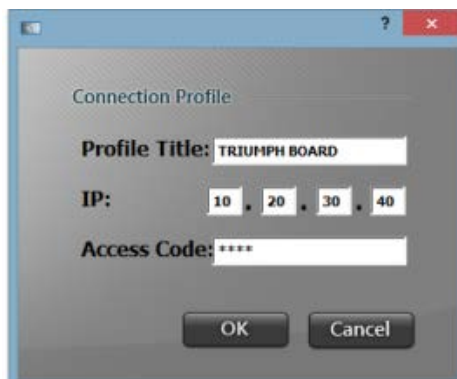 ?
Connection Profile
Profile Title: TRIUMPH BOARD
IP: 10 . 20 . 30 . 40
Access Code: ****
OK Cancel